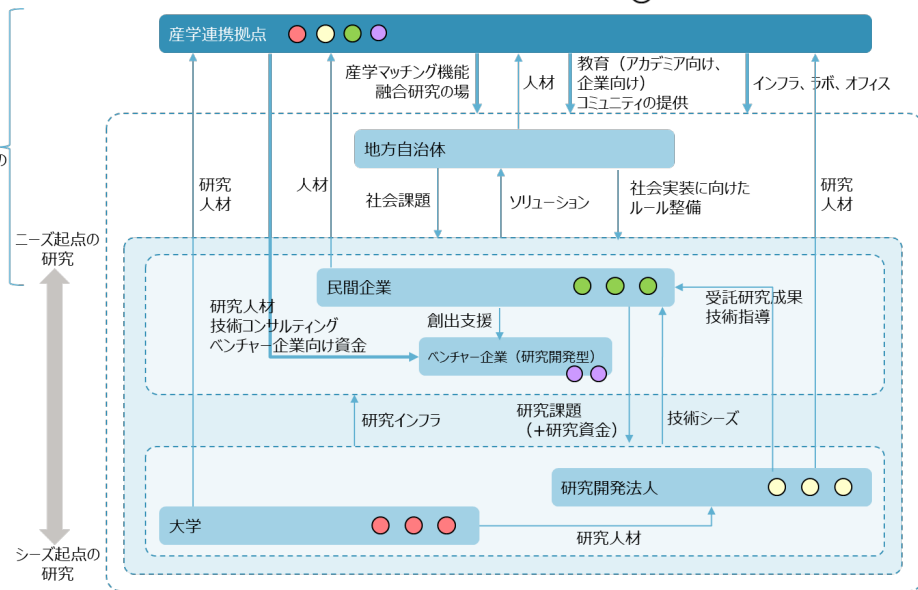 産学連携拠点
産学マッチング機能
融合研究の場
人材
教育（アカデミア向け、
企業向け）
コミュニティの提供
インフラ、ラボ、オフィス
地方自治体
の
研究
人材
人材
社会課題
ソリューション
社会実装に向けた
ルール整備
研究
人材
ニーズ起点の
研究
民間企業
研究人材
技術コンサルティング
ベンチャー企業向け資金
創出支援
受託研究成果
技術指導
ベンチャー企業（研究開発型）
研究インフラ
研究課題
（+研究資金）
技術シーズ
研究開発法人
大学
研究人材
シーズ起点の
研究